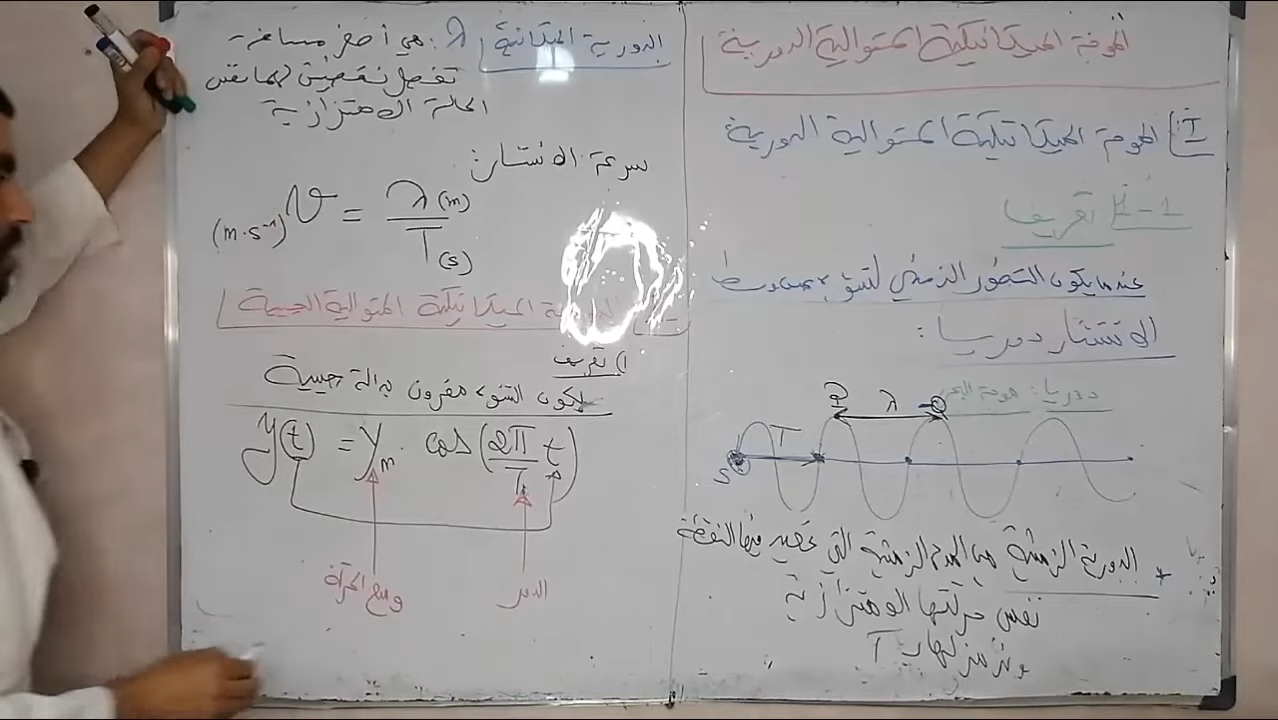 الموجة الميكانيكية المتوالية الدورية
I] الموجة الميكانيكية المتوالية الدورية
1-1] تعريف
عندما يكون التطور الزمني لتشوه
الانتشار دوريا :
دوريا : موجة
λ
T
S
* الدورية الزمنية هي المدة الزمنية التي تعيد فيها النقطة
نفس حركتها الاهتزازية
ونرمز لها ب T
الدورية المكانية λ : هي أصغر مسافة
تفصل نقطتين لهما نفس
الحالة الاهتزازية
سرعة الانتشار :
(m·s⁻¹) v = λ(m) / T(s)
الميكانيكية المتوالية الجيبية
1) تعريف
يكون التشوه مقرون بدالة جيبية
y(t) = ym · cos(2π/T t)
وسع الحركة
الدور